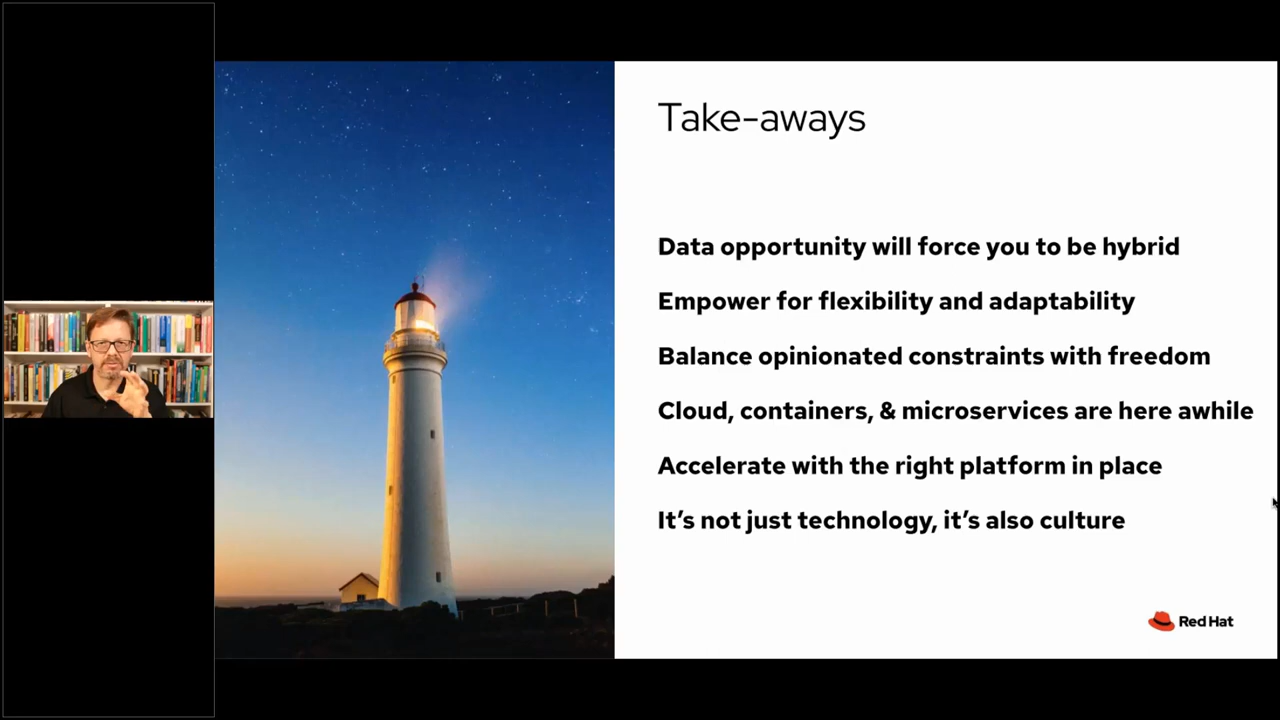 Take-aways
Data opportunity will force you to be hybrid
Empower for flexibility and adaptability
Balance opinionated constraints with freedom
Cloud, containers, & microservices are here awhile
Accelerate with the right platform in place
It’s not just technology, it’s also culture
Red Hat